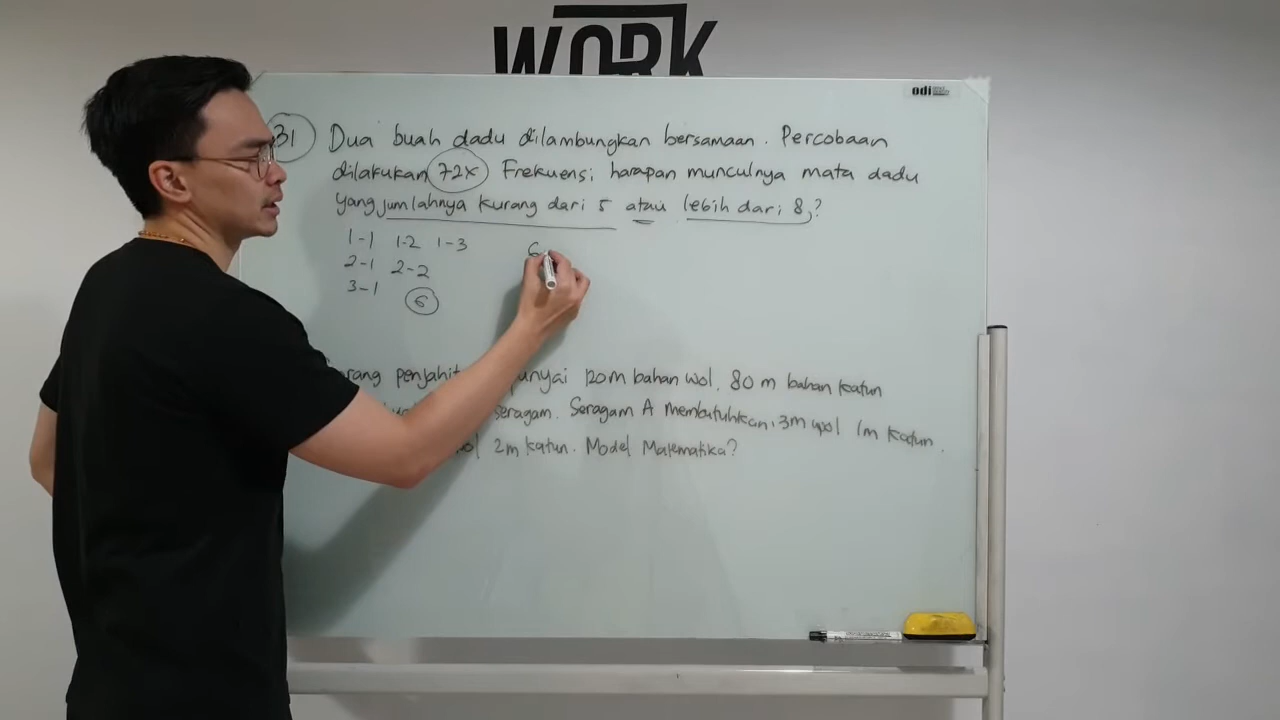 WORK
odi
31 Dua buah dadu dilambungkan bersamaan. Percobaan
dilakukan 72x Frekuensi harapan munculnya mata dadu
yang jumlahnya kurang dari 5 atau lebih dari 8,?
1-1 1-2 1-3
2-1 2-2
3-1 6
6
penjahit 120m bahan wol, 80 m bahan katun
seragam. Seragam A membutuhkan 3m wol 1m katun
2m katun. Model Matematika?